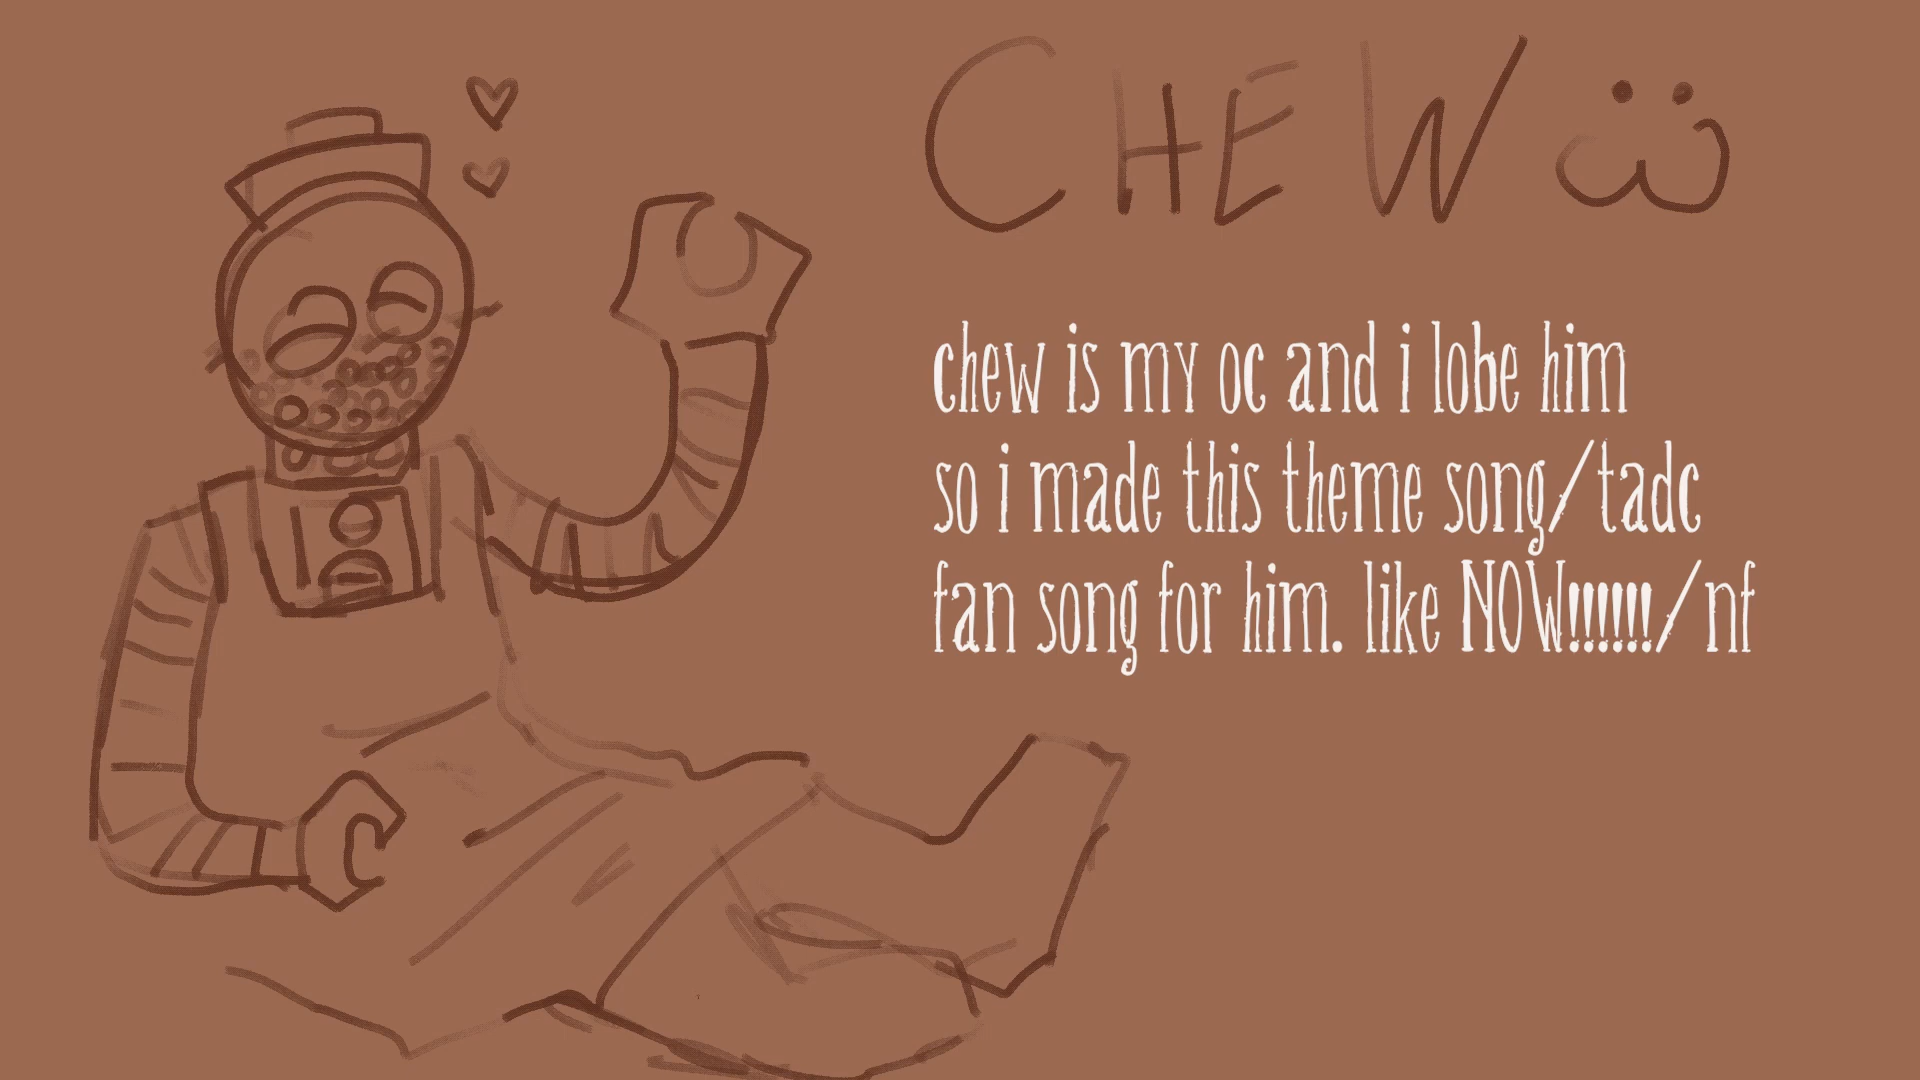 CHEW
chew is my oc and i lobe him
so i made this theme song/tadc
fan song for him. like NOW!!!!!!/nf